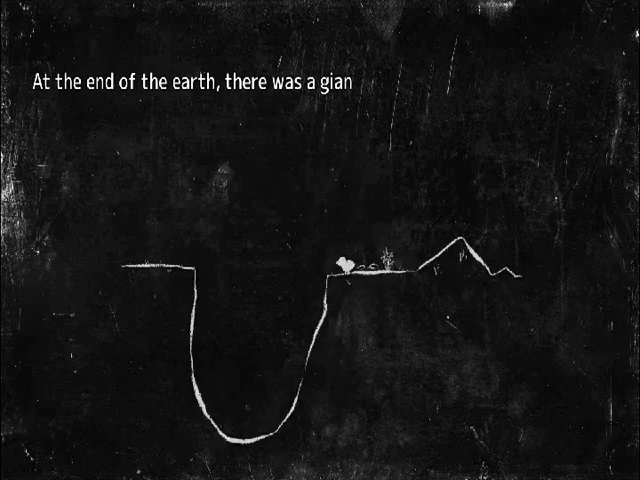 At the end of the earth, there was a gian